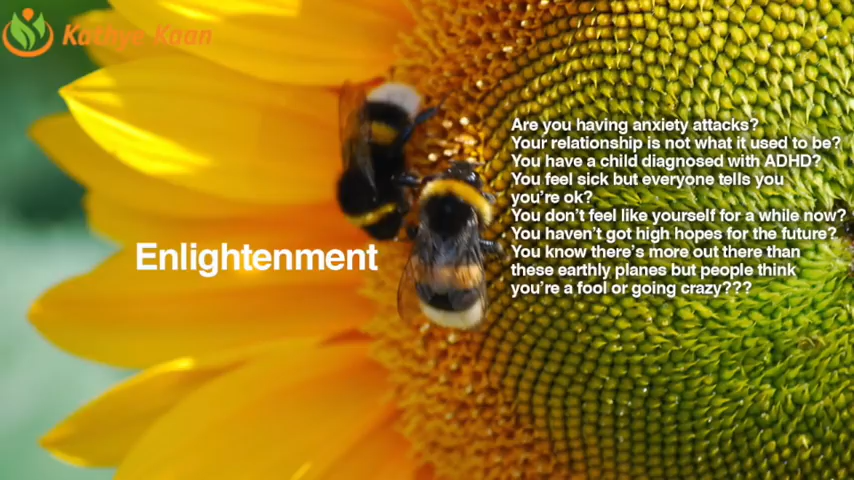 Kathye Kaan
Are you having anxiety attacks?
Your relationship is not what it used to be?
You have a child diagnosed with ADHD?
You feel sick but everyone tells you
you're ok?
You don't feel like yourself for a while now?
You haven't got high hopes for the future?
You know there's more out there than
these earthly planes but people think
you're a fool or going crazy???
Enlightenment